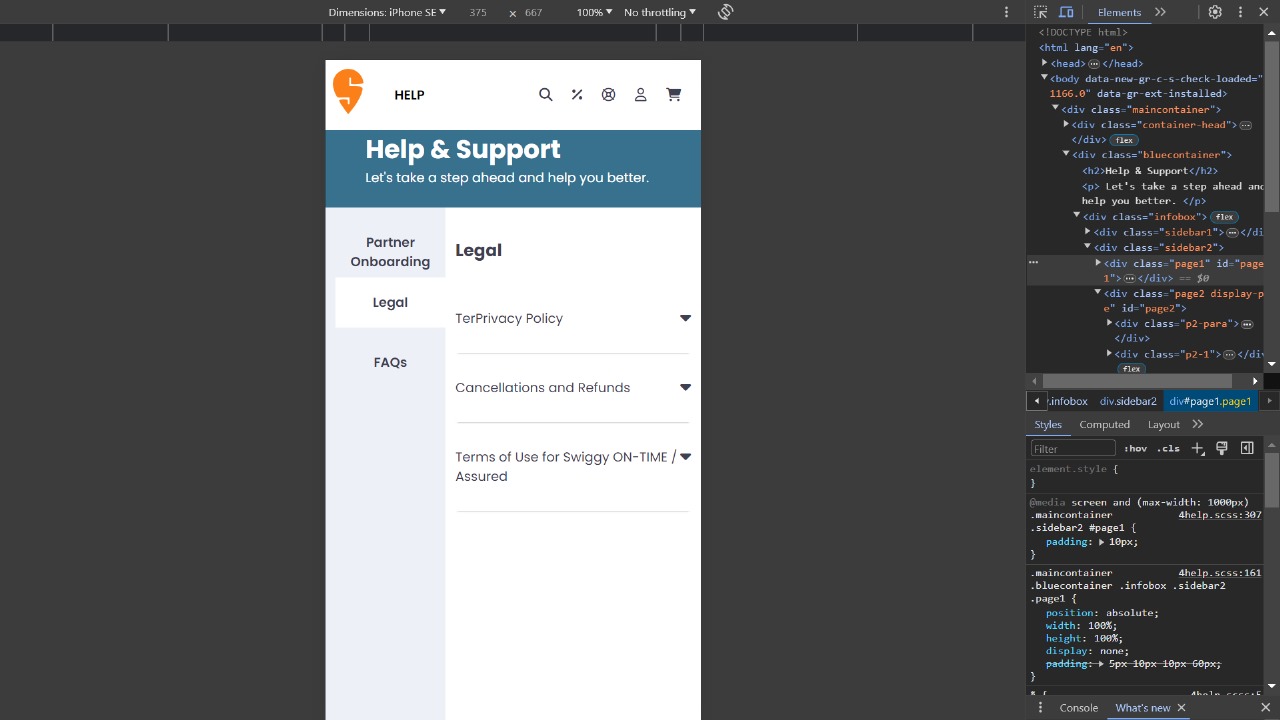 Dimensions: iPhone SE 375 × 667 100% No throttling
HELP
Help & Support
Let's take a step ahead and help you better.
Partner
Onboarding
Legal
FAQs
Legal
TerPrivacy Policy
Cancellations and Refunds
Terms of Use for Swiggy ON-TIME /
Assured
Elements
<!DOCTYPE html>
<html lang="en">
<head> </head>
<body data-new-gr-c-s-check-loaded="
1166.0" data-gr-ext-installed>
<div class="maincontainer">
<div class="container-head">
</div> flex
<div class="bluecontainer">
<h2>Help & Support</h2>
<p> Let's take a step ahead and
help you better. </p>
<div class="infobox"> flex
<div class="sidebar1"> </di
<div class="sidebar2">
<div class="page1" id="page
1"> </div> == $0
<div class="page2 display-p
e" id="page2">
<div class="p2-para">
</div>
<div class="p2-1"> </div
flex
.infobox div.sidebar2 div#page1.page1
Styles Computed Layout
Filter :hov .cls
element.style {
}
@media screen and (max-width: 1000px)
.maincontainer 4help.scss:307
.sidebar2 #page1 {
padding: 10px;
}
.maincontainer 4help.scss:161
.bluecontainer .infobox .sidebar2
.page1 {
position: absolute;
width: 100%;
height: 100%;
display: none;
padding: 5px 10px 10px 60px;
}
Console What's new